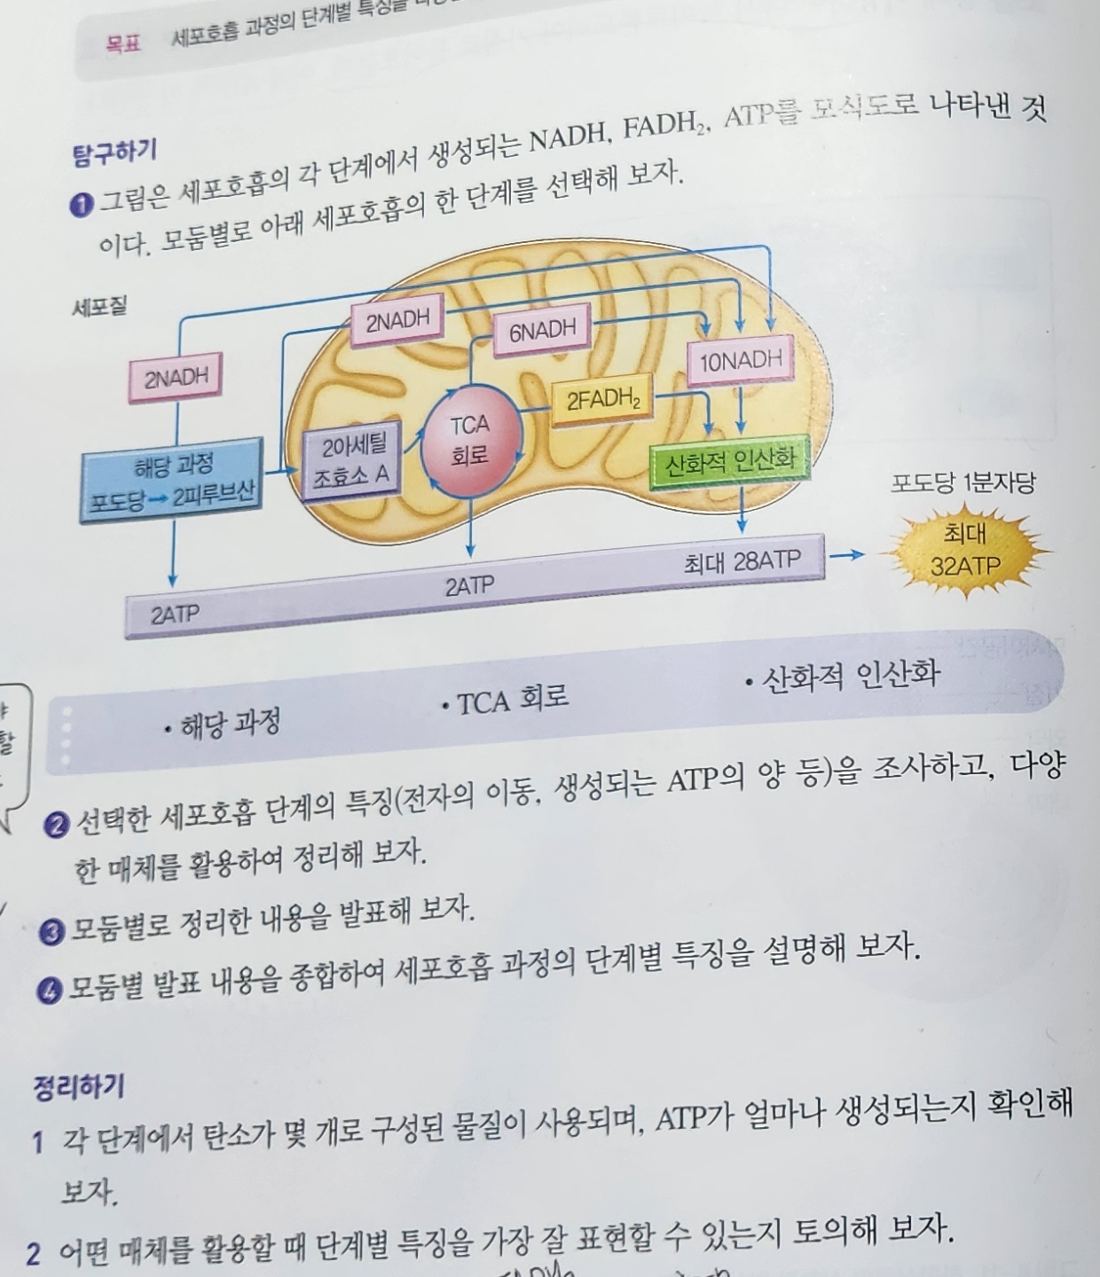 목표 세포호흡 과정의 단계별 특징을
탐구하기
❶ 그림은 세포호흡의 각 단계에서 생성되는 NADH, FADH₂, ATP를 모식도로 나타낸 것
이다. 모둠별로 아래 세포호흡의 한 단계를 선택해 보자.
세포질
2NADH
2NADH
6NADH
10NADH
2FADH₂
해당 과정
포도당→2피루브산
2아세틸
조효소 A
TCA
회로
산화적 인산화
포도당 1분자당
최대
32ATP
2ATP
2ATP
최대 28ATP
• 해당 과정
• TCA 회로
• 산화적 인산화
할
❷ 선택한 세포호흡 단계의 특징(전자의 이동, 생성되는 ATP의 양 등)을 조사하고, 다양
한 매체를 활용하여 정리해 보자.
❸ 모둠별로 정리한 내용을 발표해 보자.
❹ 모둠별 발표 내용을 종합하여 세포호흡 과정의 단계별 특징을 설명해 보자.
정리하기
1 각 단계에서 탄소가 몇 개로 구성된 물질이 사용되며, ATP가 얼마나 생성되는지 확인해
보자.
2 어떤 매체를 활용할 때 단계별 특징을 가장 잘 표현할 수 있는지 토의해 보자.